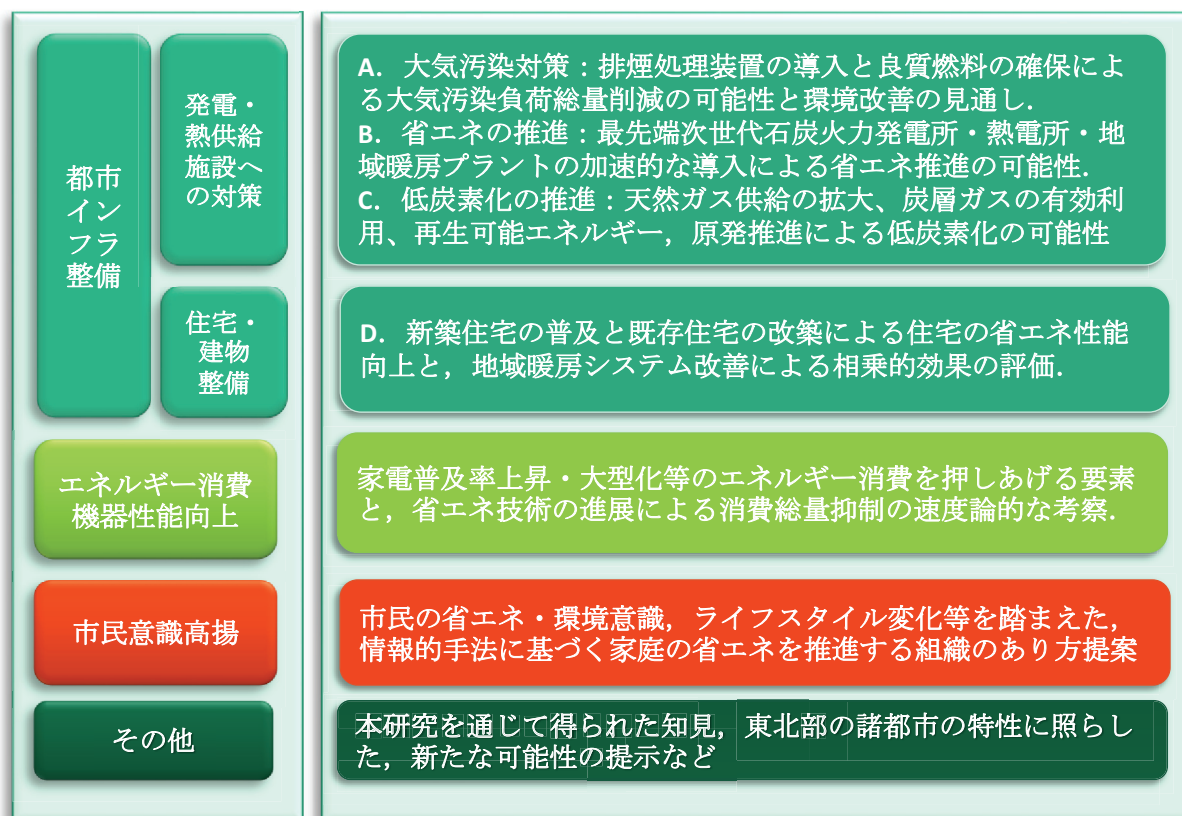 都市
イン
フラ
整備
発電・
熱供給
施設へ
の対策
A. 大気汚染対策：排煙処理装置の導入と良質燃料の確保によ
る大気汚染負荷総量削減の可能性と環境改善の見通し.
B. 省エネの推進：最先端次世代石炭火力発電所・熱電所・地
域暖房プラントの加速的な導入による省エネ推進の可能性.
C. 低炭素化の推進：天然ガス供給の拡大、炭層ガスの有効利
用、再生可能エネルギー，原発推進による低炭素化の可能性
住宅・
建物
整備
D. 新築住宅の普及と既存住宅の改築による住宅の省エネ性能
向上と，地域暖房システム改善による相乗的効果の評価.
エネルギー消費
機器性能向上
家電普及率上昇・大型化等のエネルギー消費を押しあげる要素
と，省エネ技術の進展による消費総量抑制の速度論的な考察.
市民意識高揚
市民の省エネ・環境意識，ライフスタイル変化等を踏まえた，
情報的手法に基づく家庭の省エネを推進する組織のあり方提案
その他
本研究を通じて得られた知見，東北部の諸都市の特性に照らし
た，新たな可能性の提示など